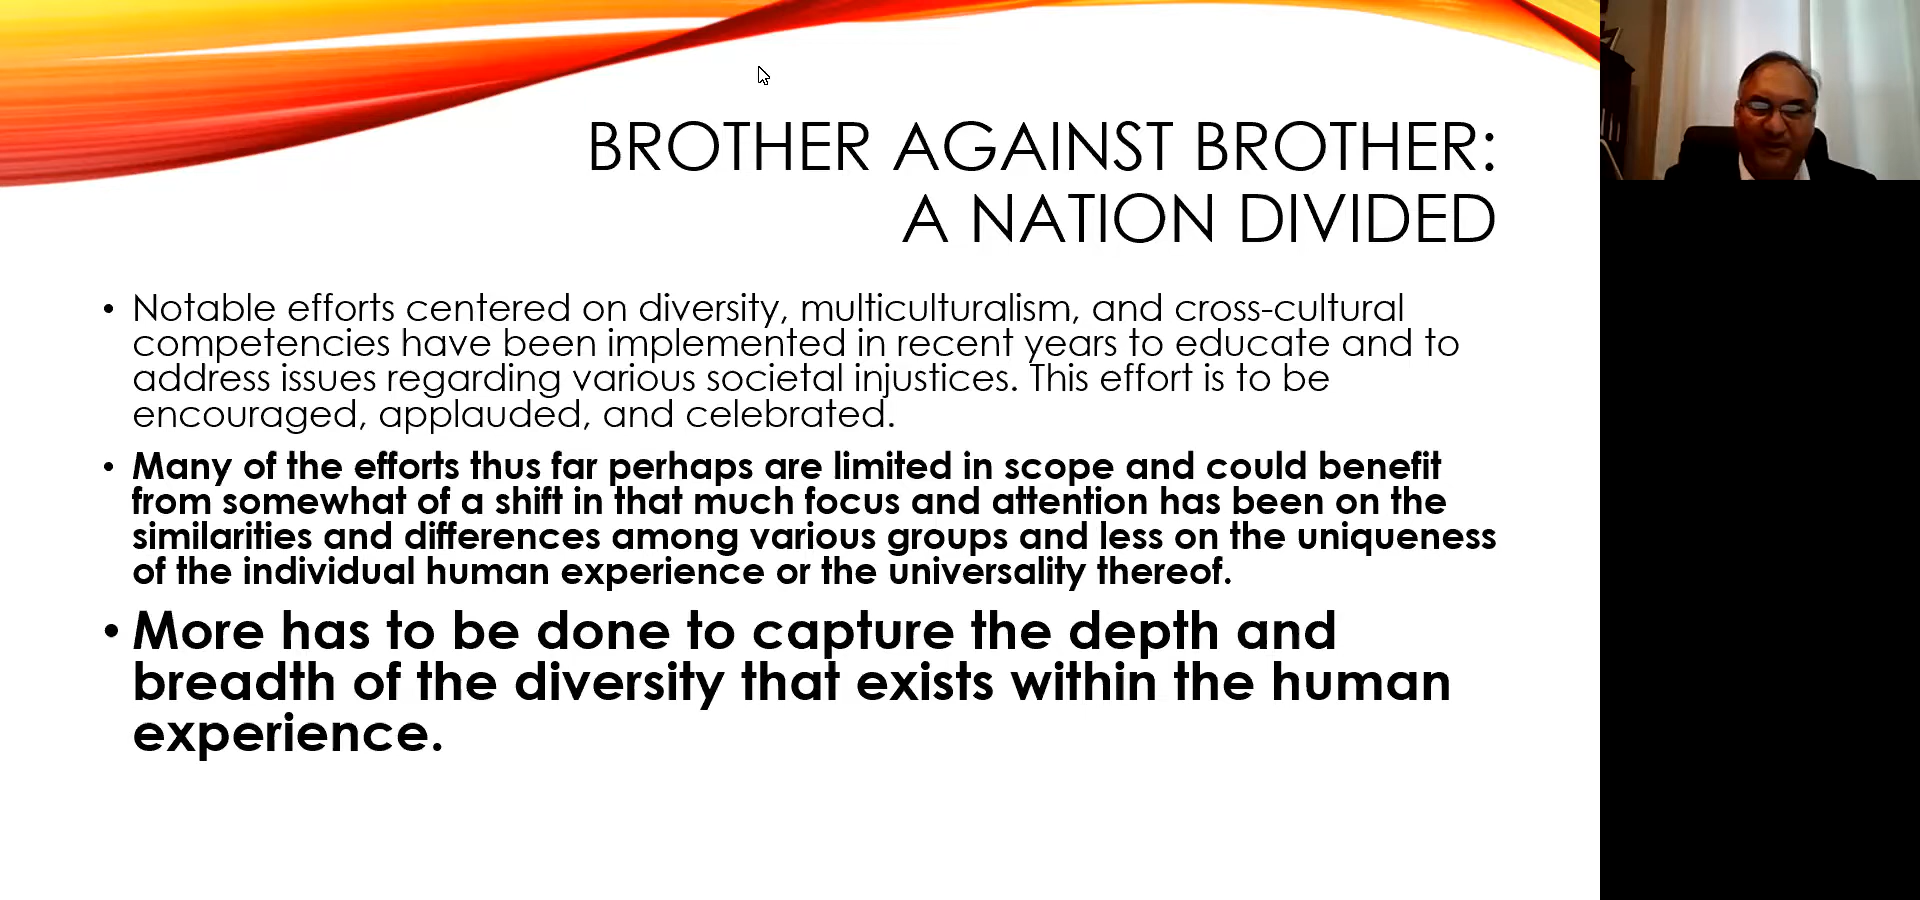 BROTHER AGAINST BROTHER:
A NATION DIVIDED
• Notable efforts centered on diversity, multiculturalism, and cross-cultural
competencies have been implemented in recent years to educate and to
address issues regarding various societal injustices. This effort is to be
encouraged, applauded, and celebrated.
• Many of the efforts thus far perhaps are limited in scope and could benefit
from somewhat of a shift in that much focus and attention has been on the
similarities and differences among various groups and less on the uniqueness
of the individual human experience or the universality thereof.
• More has to be done to capture the depth and
breadth of the diversity that exists within the human
experience.